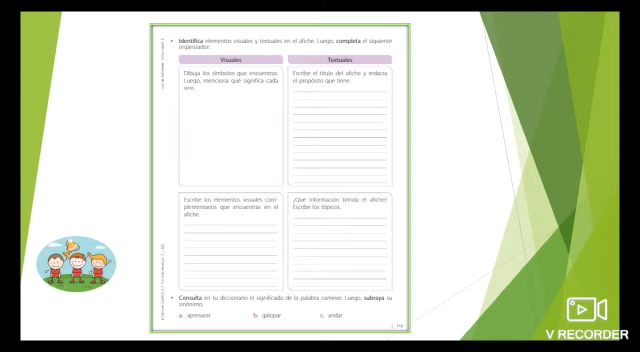 • Identifica elementos visuales y textuales en el afiche. Luego, completa el siguiente
organizador:
Visuales
Textuales
Dibuja los símbolos que encuentras.
Luego, menciona qué significa cada
uno.
Escribe el título del afiche y redacta
el propósito que tiene.
Escribe los elementos visuales com-
plementarios que encuentras en el
afiche.
¿Qué información brinda el afiche?
Escribe los tópicos.
• Consulta en tu diccionario el significado de la palabra caminar. Luego, subraya su
sinónimo.
a. apresurar
b. galopar
c. andar
V RECORDER